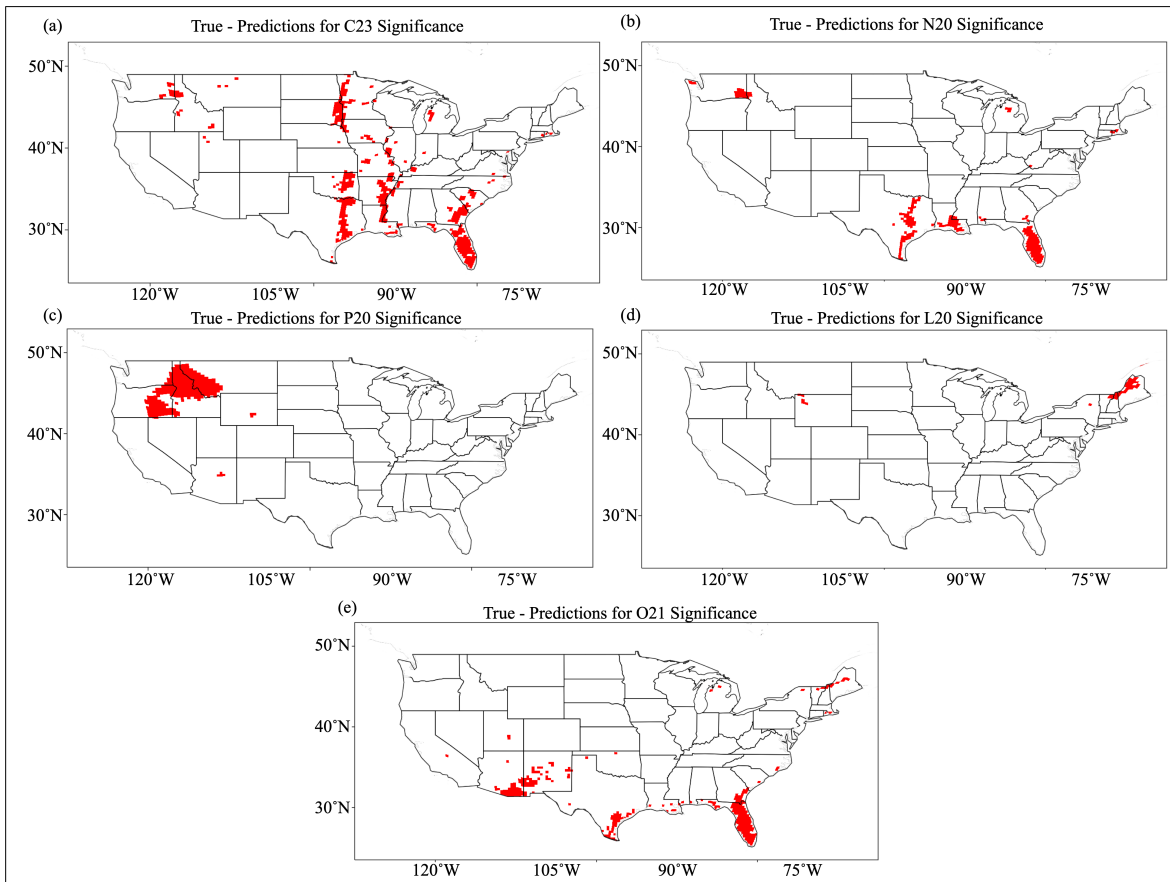 (a)
True - Predictions for C23 Significance
50°N
40°N
30°N
120°W 105°W 90°W 75°W
(b)
True - Predictions for N20 Significance
50°N
40°N
30°N
120°W 105°W 90°W 75°W
(c)
True - Predictions for P20 Significance
50°N
40°N
30°N
120°W 105°W 90°W 75°W
(d)
True - Predictions for L20 Significance
50°N
40°N
30°N
120°W 105°W 90°W 75°W
(e)
True - Predictions for O21 Significance
50°N
40°N
30°N
120°W 105°W 90°W 75°W